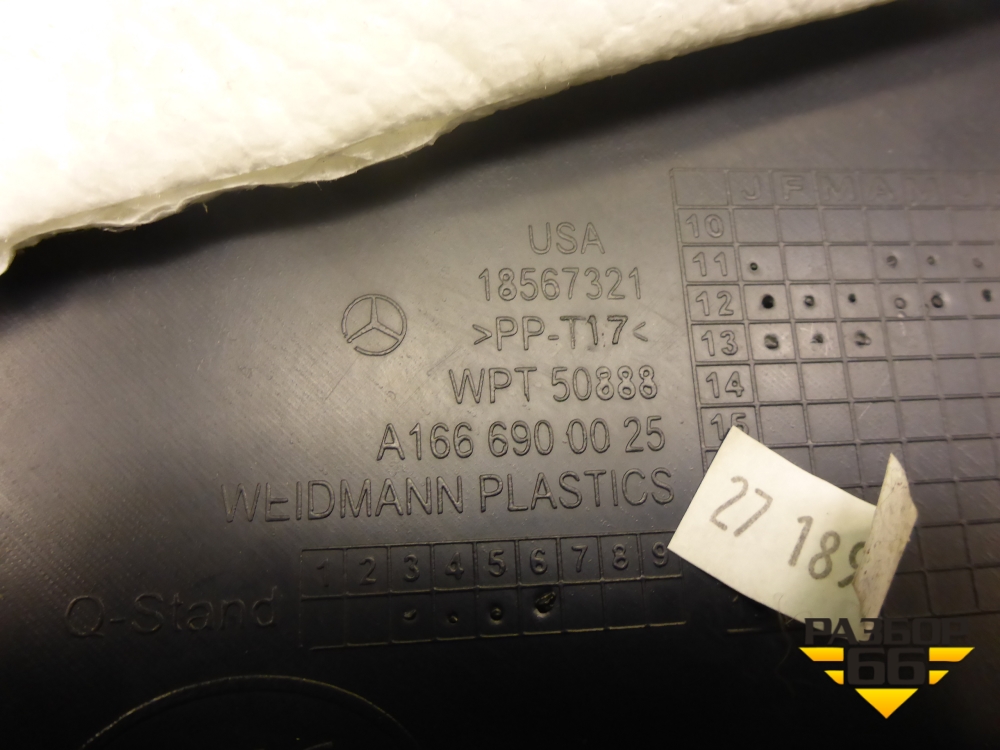 USA
18567321
>PP-T17<
WPT 50888
A166 690 00 25
WEIDMANN PLASTICS
J F M A M J
10
11
12
13
14
15
1 2 3 4 5 6 7 8 9
Q-Stand
27 189
РАЗБОР
66